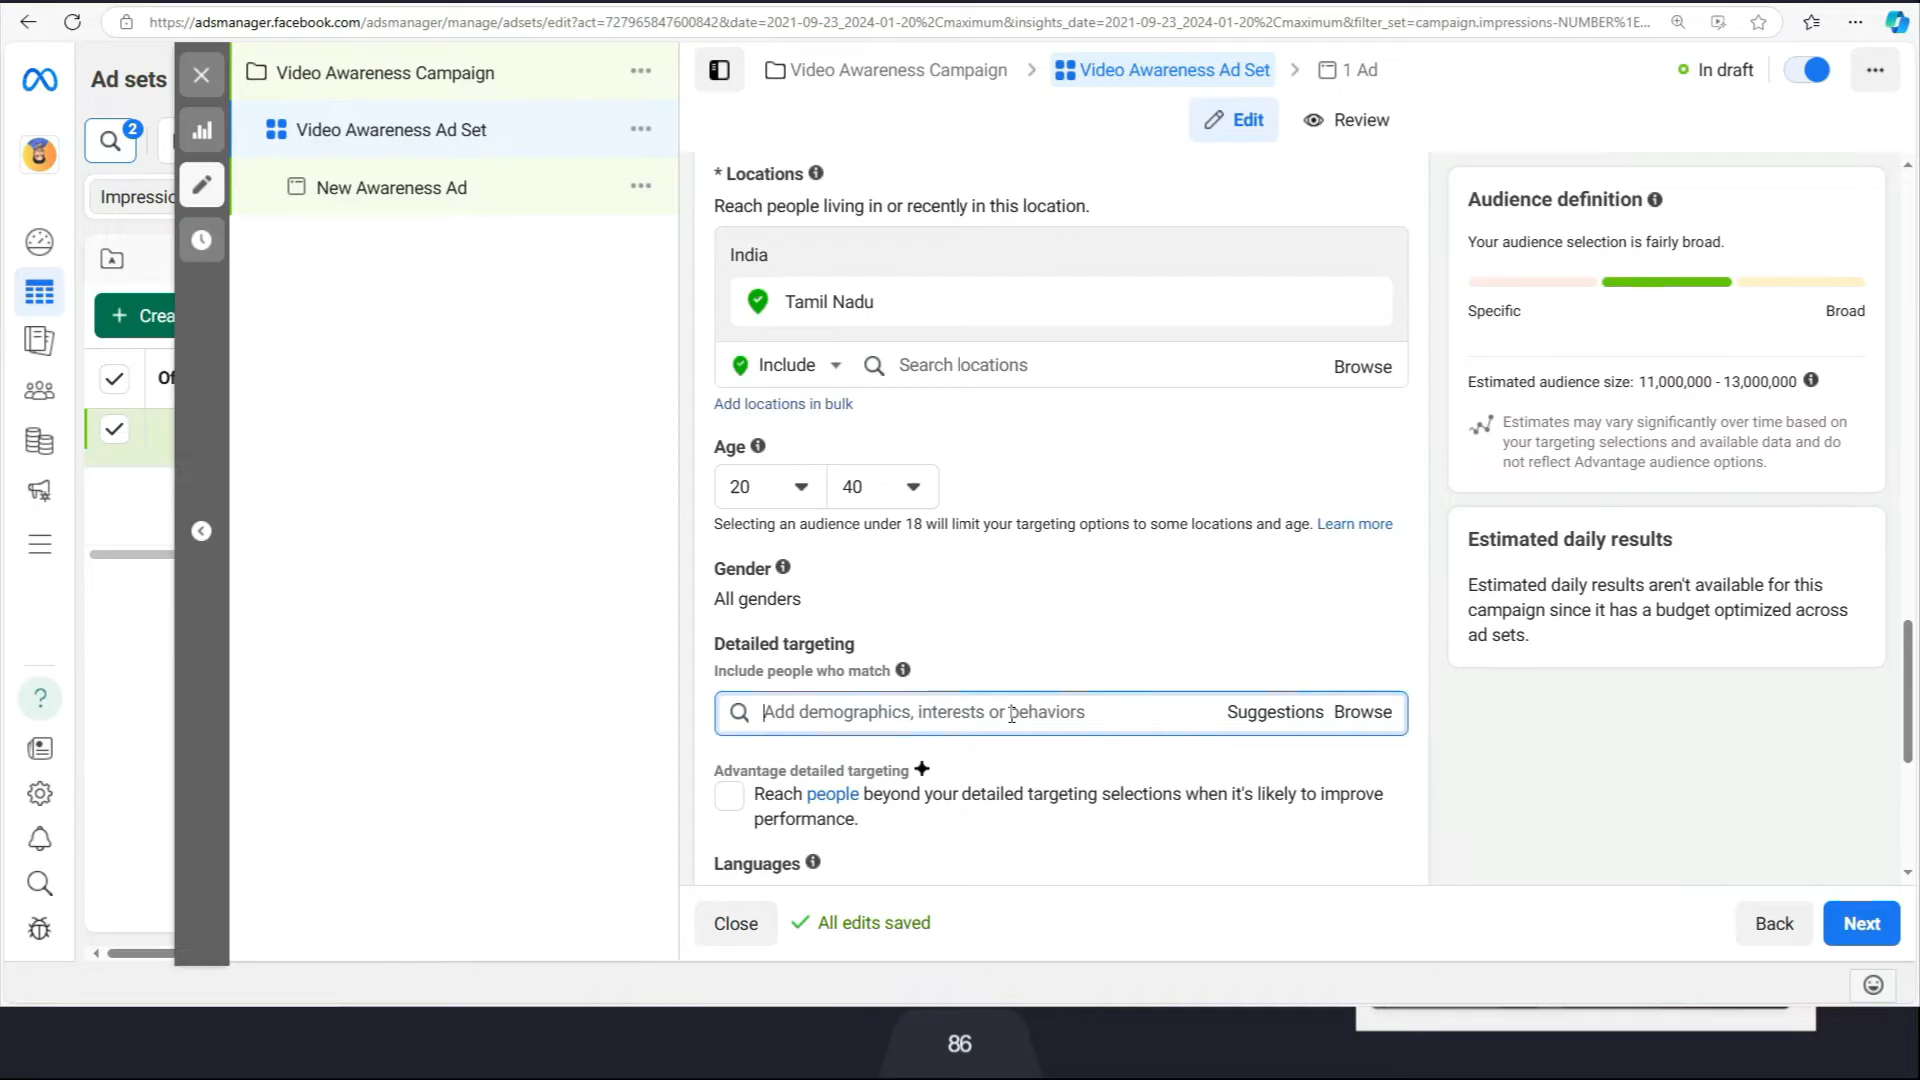 https://adsmanager.facebook.com/adsmanager/manage/adsets/edit?act=727965847600842&date=2021-09-23_2024-01-20%2Cmaximum&insights_date=2021-09-23_2024-01-20%2Cmaximum&filter_set=campaign.impressions-NUMBER%1E...
Ad sets
2
Impressic
Crea
Of
Video Awareness Campaign
Video Awareness Ad Set
New Awareness Ad
Video Awareness Campaign
Video Awareness Ad Set
1 Ad
In draft
Edit
Review
* Locations
Reach people living in or recently in this location.
India
Tamil Nadu
Include
Search locations
Browse
Add locations in bulk
Age
20
40
Selecting an audience under 18 will limit your targeting options to some locations and age. Learn more
Gender
All genders
Detailed targeting
Include people who match
Add demographics, interests or behaviors
Suggestions
Browse
Advantage detailed targeting
Reach people beyond your detailed targeting selections when it's likely to improve
performance.
Languages
Audience definition
Your audience selection is fairly broad.
Specific
Broad
Estimated audience size: 11,000,000 - 13,000,000
Estimates may vary significantly over time based on
your targeting selections and available data and do
not reflect Advantage audience options.
Estimated daily results
Estimated daily results aren't available for this
campaign since it has a budget optimized across
ad sets.
Close
All edits saved
Back
Next
86